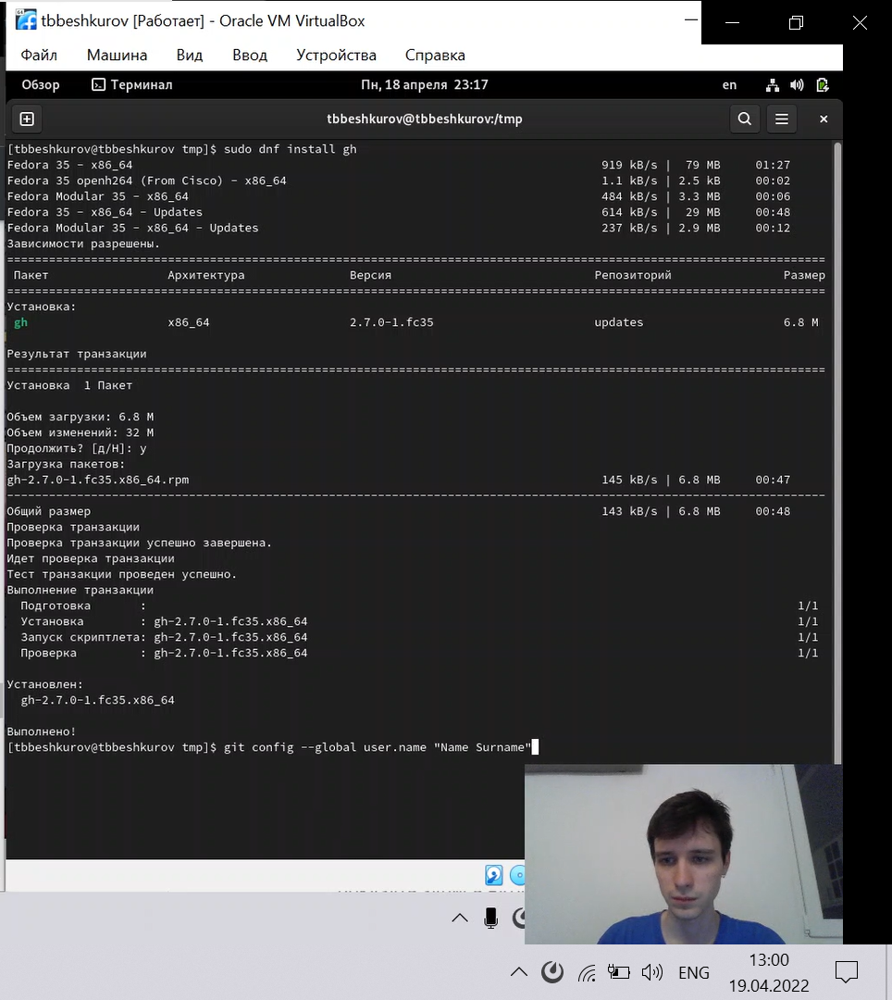 tbbeshkurov [Работает] - Oracle VM VirtualBox
Файл Машина Вид Ввод Устройства Справка
Обзор Терминал Пн, 18 апреля 23:17 en
tbbeshkurov@tbbeshkurov:/tmp
[tbbeshkurov@tbbeshkurov tmp]$ sudo dnf install gh
Fedora 35 - x86_64 919 kB/s | 79 MB 01:27
Fedora 35 openh264 (From Cisco) - x86_64 1.1 kB/s | 2.5 kB 00:02
Fedora Modular 35 - x86_64 484 kB/s | 3.3 MB 00:06
Fedora 35 - x86_64 - Updates 614 kB/s | 29 MB 00:48
Fedora Modular 35 - x86_64 - Updates 237 kB/s | 2.9 MB 00:12
Зависимости разрешены.
Пакет Архитектура Версия Репозиторий Размер
Установка:
gh x86_64 2.7.0-1.fc35 updates 6.8 M
Результат транзакции
Установка 1 Пакет
Объем загрузки: 6.8 M
Объем изменений: 32 M
Продолжить? [д/Н]: y
Загрузка пакетов:
gh-2.7.0-1.fc35.x86_64.rpm 145 kB/s | 6.8 MB 00:47
Общий размер 143 kB/s | 6.8 MB 00:48
Проверка транзакции
Проверка транзакции успешно завершена.
Идет проверка транзакции
Тест транзакции проведен успешно.
Выполнение транзакции
Подготовка : 1/1
Установка : gh-2.7.0-1.fc35.x86_64 1/1
Запуск скриптлета: gh-2.7.0-1.fc35.x86_64 1/1
Проверка : gh-2.7.0-1.fc35.x86_64 1/1
Установлен:
gh-2.7.0-1.fc35.x86_64
Выполнено!
[tbbeshkurov@tbbeshkurov tmp]$ git config --global user.name "Name Surname"
ENG
13:00
19.04.2022